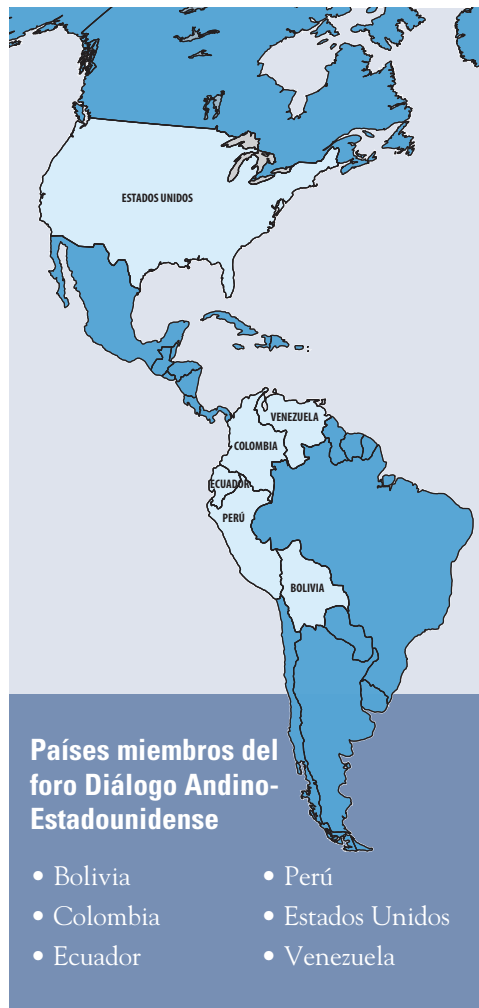 ESTADOS UNIDOS
VENEZUELA
COLOMBIA
ECUADOR
PERÚ
BOLIVIA
Países miembros del
foro Diálogo Andino-
Estadounidense
• Bolivia
• Colombia
• Ecuador
• Perú
• Estados Unidos
• Venezuela